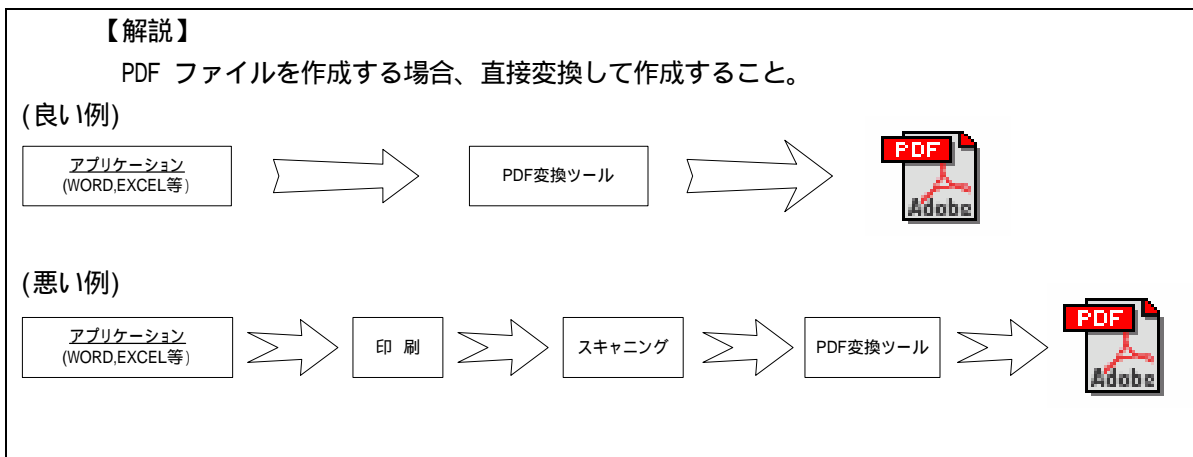 【解説】
PDF ファイルを作成する場合、直接変換して作成すること。
(良い例)
アプリケーション
(WORD,EXCEL等)
PDF変換ツール
PDF
Adobe
(悪い例)
アプリケーション
(WORD,EXCEL等)
印 刷
スキャニング
PDF変換ツール
PDF
Adobe